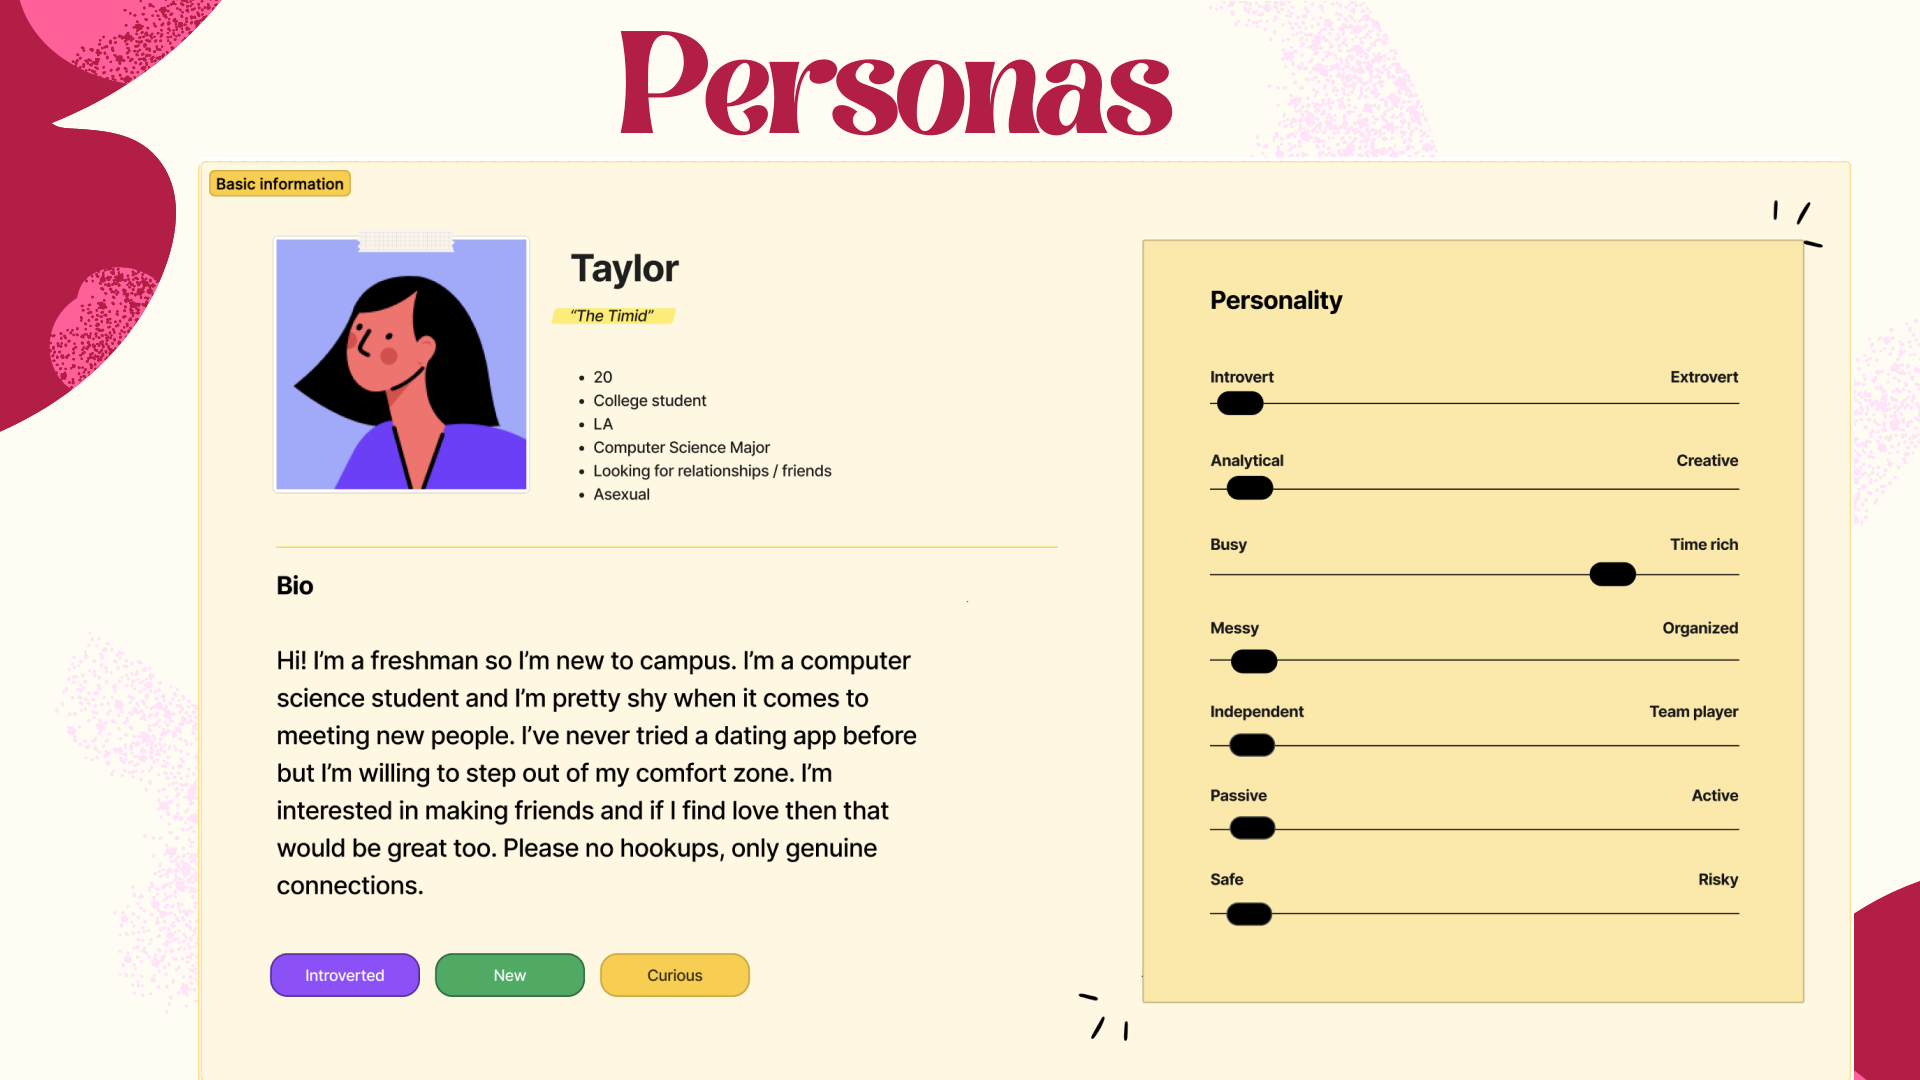 Personas
Basic information
Taylor
“The Timid”
• 20
• College student
• LA
• Computer Science Major
• Looking for relationships / friends
• Asexual
Bio
Hi! I’m a freshman so I’m new to campus. I’m a computer
science student and I’m pretty shy when it comes to
meeting new people. I’ve never tried a dating app before
but I’m willing to step out of my comfort zone. I’m
interested in making friends and if I find love then that
would be great too. Please no hookups, only genuine
connections.
Introverted New Curious
Personality
Introvert Extrovert
Analytical Creative
Busy Time rich
Messy Organized
Independent Team player
Passive Active
Safe Risky